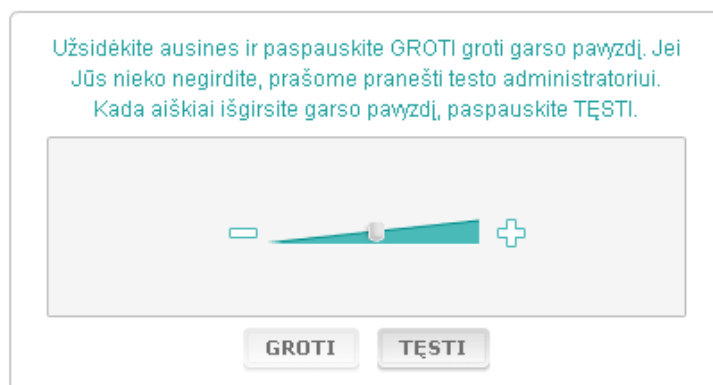 Užsidėkite ausines ir paspauskite GROTI groti garso pavyzdį. Jei
Jūs nieko negirdite, prašome pranešti testo administratoriui.
Kada aiškiai išgirsite garso pavyzdį, paspauskite TĘSTI.
GROTI TĘSTI